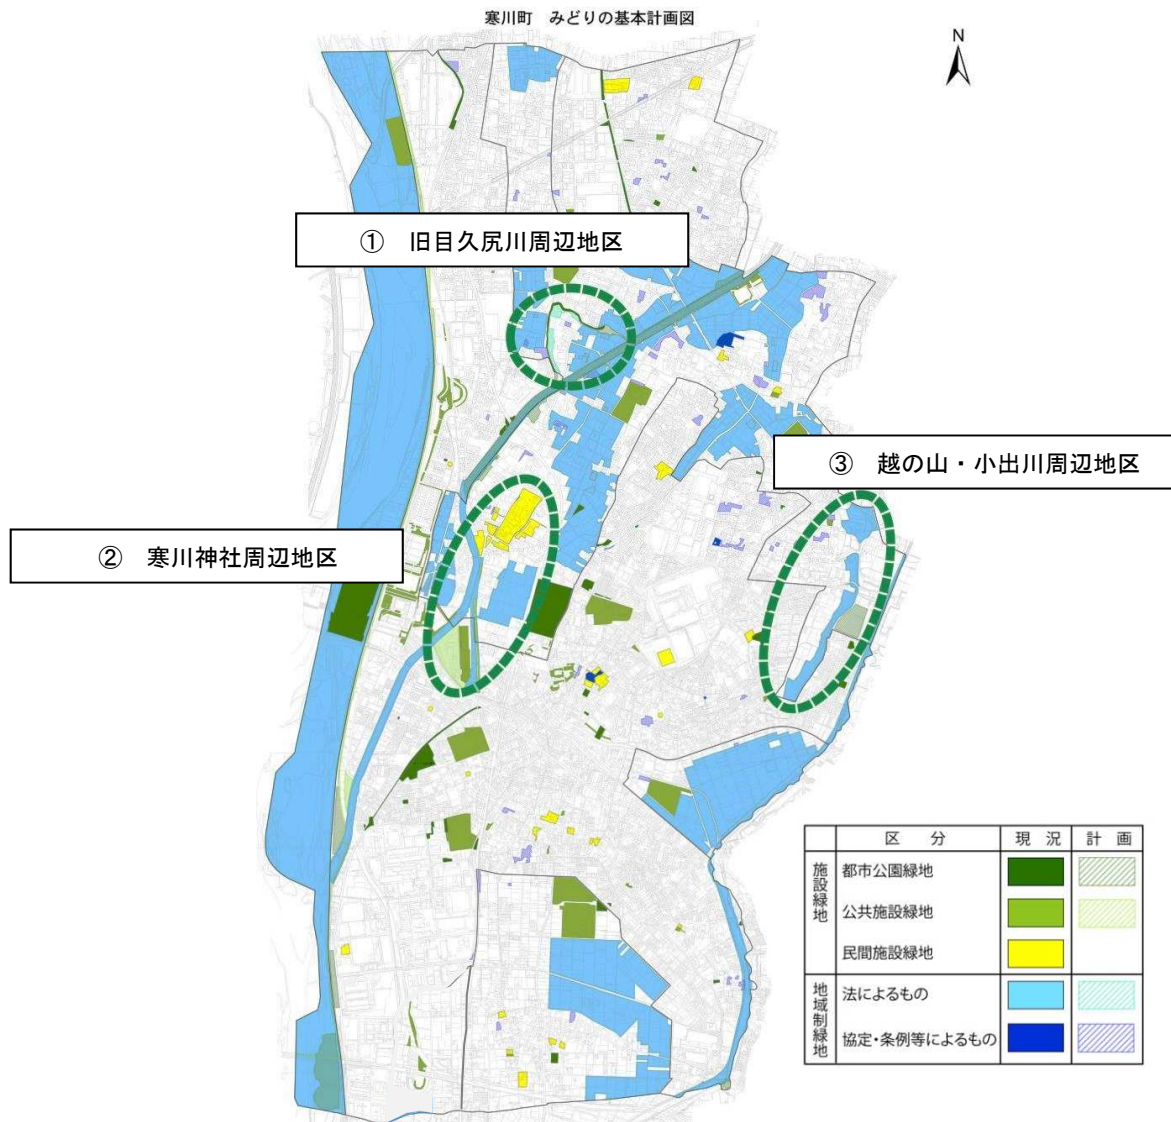 寒川町 みどりの基本計画図
N
① 旧目久尻川周辺地区
③ 越の山・小出川周辺地区
② 寒川神社周辺地区
区 分 現 況 計 画
施設緑地
都市公園緑地
公共施設緑地
民間施設緑地
地域制緑地
法によるもの
協定・条例等によるもの